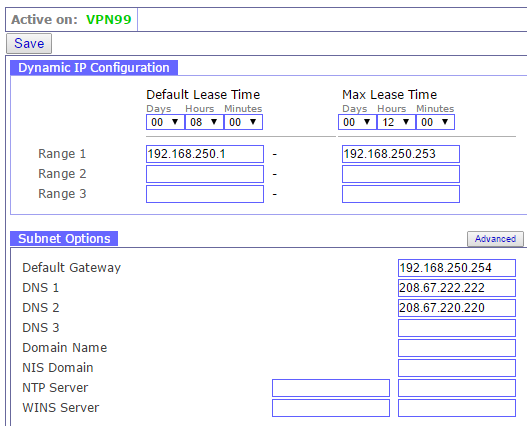 Active on: VPN99
Save
Dynamic IP Configuration
Default Lease Time Max Lease Time
Days Hours Minutes Days Hours Minutes
00 08 00 00 12 00
Range 1 192.168.250.1 - 192.168.250.253
Range 2 -
Range 3 -
Subnet Options Advanced
Default Gateway 192.168.250.254
DNS 1 208.67.222.222
DNS 2 208.67.220.220
DNS 3
Domain Name
NIS Domain
NTP Server
WINS Server